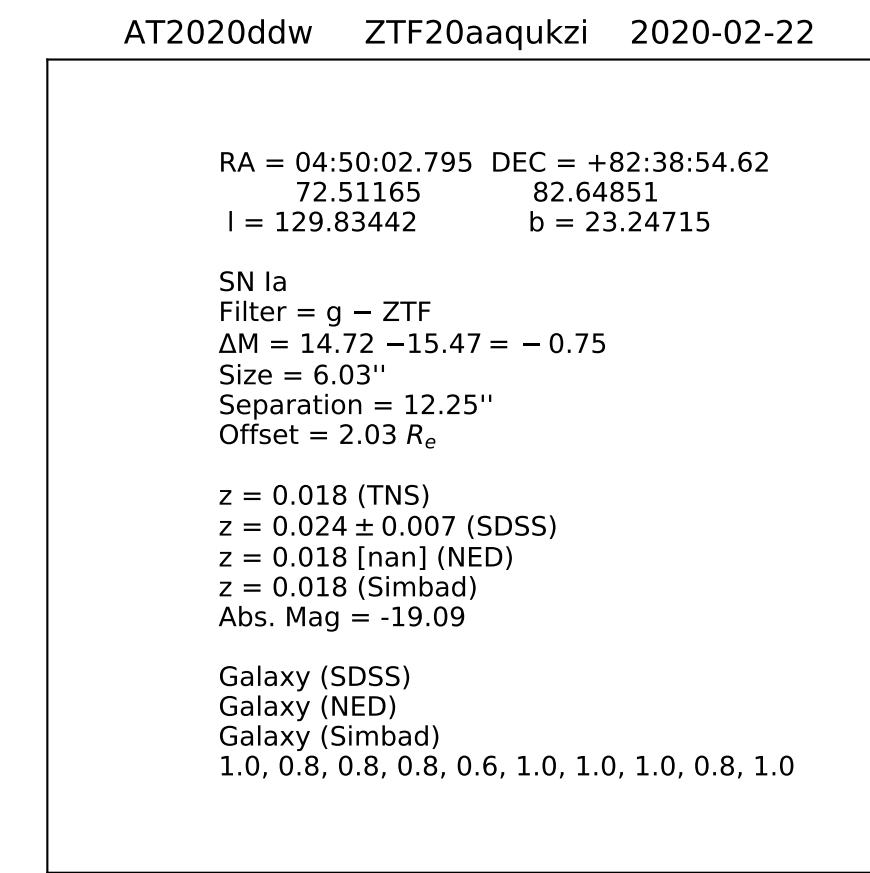 AT2020ddw ZTF20aaqukzi 2020-02-22
RA = 04:50:02.795 DEC = +82:38:54.62
72.51165 82.64851
l = 129.83442 b = 23.24715
SN Ia
Filter = g − ZTF
ΔM = 14.72 −15.47 = − 0.75
Size = 6.03''
Separation = 12.25''
Offset = 2.03 Re
z = 0.018 (TNS)
z = 0.024 ± 0.007 (SDSS)
z = 0.018 [nan] (NED)
z = 0.018 (Simbad)
Abs. Mag = -19.09
Galaxy (SDSS)
Galaxy (NED)
Galaxy (Simbad)
1.0, 0.8, 0.8, 0.8, 0.6, 1.0, 1.0, 1.0, 0.8, 1.0